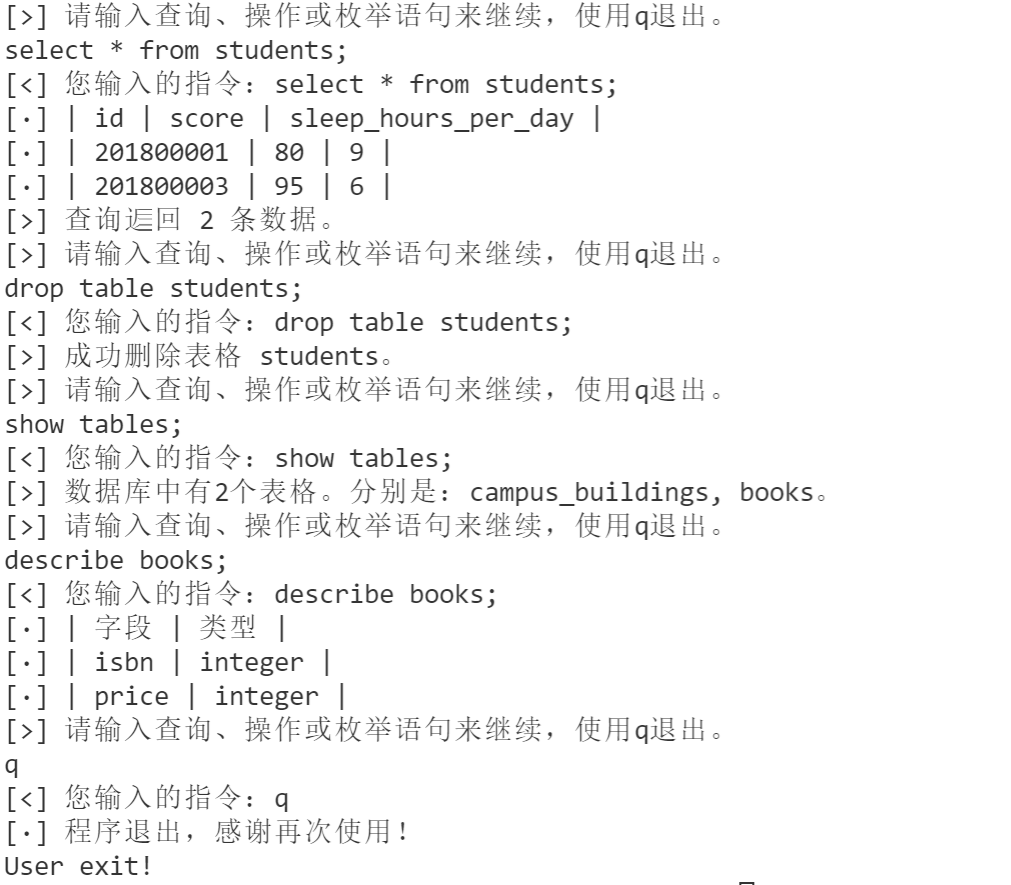 [>] 请输入查询、操作或枚举语句来继续，使用q退出。
select * from students;
[<] 您输入的指令：select * from students;
[·] | id | score | sleep_hours_per_day |
[·] | 201800001 | 80 | 9 |
[·] | 201800003 | 95 | 6 |
[>] 查询返回 2 条数据。
[>] 请输入查询、操作或枚举语句来继续，使用q退出。
drop table students;
[<] 您输入的指令：drop table students;
[>] 成功删除表格 students。
[>] 请输入查询、操作或枚举语句来继续，使用q退出。
show tables;
[<] 您输入的指令：show tables;
[>] 数据库中有2个表格。分别是：campus_buildings, books。
[>] 请输入查询、操作或枚举语句来继续，使用q退出。
describe books;
[<] 您输入的指令：describe books;
[·] | 字段 | 类型 |
[·] | isbn | integer |
[·] | price | integer |
[>] 请输入查询、操作或枚举语句来继续，使用q退出。
q
[<] 您输入的指令：q
[·] 程序退出，感谢再次使用！
User exit!